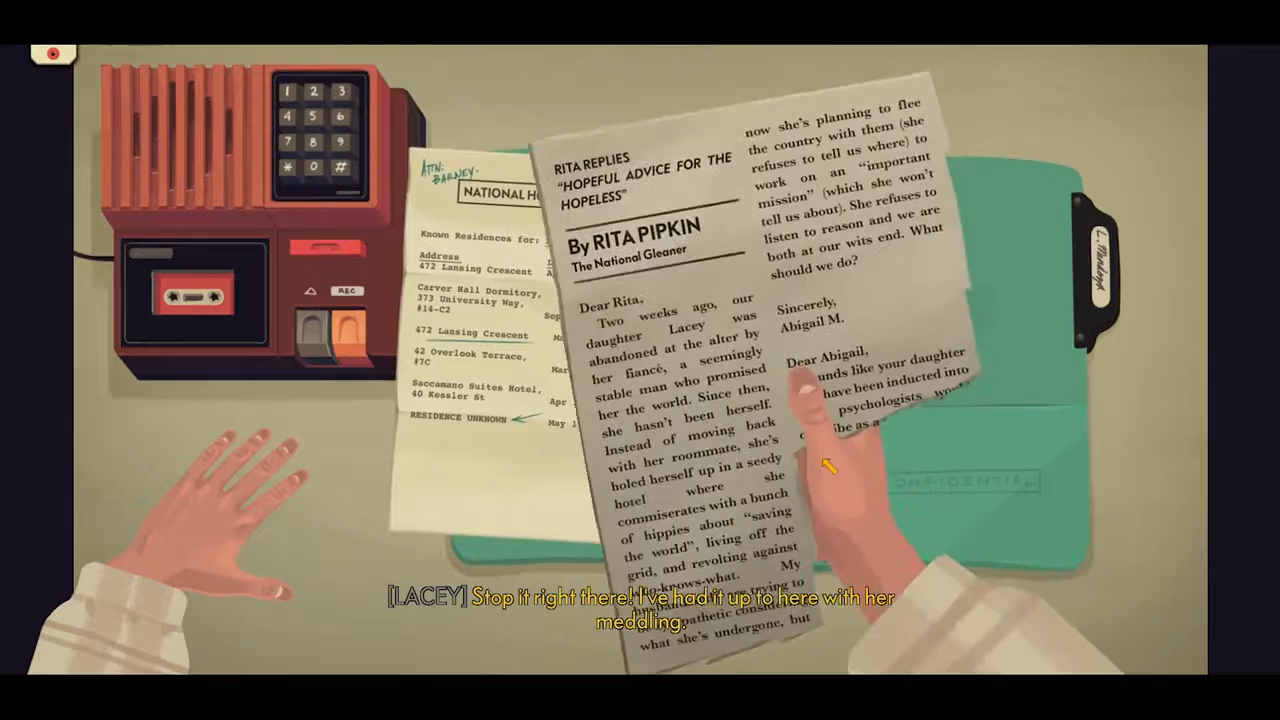 1 2 3
4 5 6
7 8 9
* 0 #
REC
ATTN:
BARNEY.
NATIONAL
Known Residences for:
Address
472 Lansing Crescent
Carver Hall Dormitory,
373 University Way,
#14-C2
472 Lansing Crescent
42 Overlook Terrace,
#7C
Saccamano Suites Hotel,
40 Kessler St
RESIDENCE UNKNOWN
RITA REPLIES
"HOPEFUL ADVICE FOR THE
HOPELESS"
By RITA PIPKIN
The National Gleaner
Dear Rita,
Two weeks ago, our
daughter Lacey was
abandoned at the alter by
her fiancé, a seemingly
stable man who promised
her the world. Since then,
she hasn't been herself.
Instead of moving back
with her roommate, she's
holed herself up in a seedy
hotel where she
commiserates with a bunch
of hippies about "saving
the world", living off the
grid, and revolting against
My
trying to
what she's undergone, but
now she's planning to flee
the country with them (she
refuses to tell us where) to
work on an "important
mission" (which she won't
tell us about). She refuses to
listen to reason and we are
both at our wits end. What
should we do?
Sincerely,
Abigail M.
Dear Abigail,
like your daughter
have been inducted into
psychologists
as a
[LACEY] Stop it right there! I've had it up to here with her
meddling.